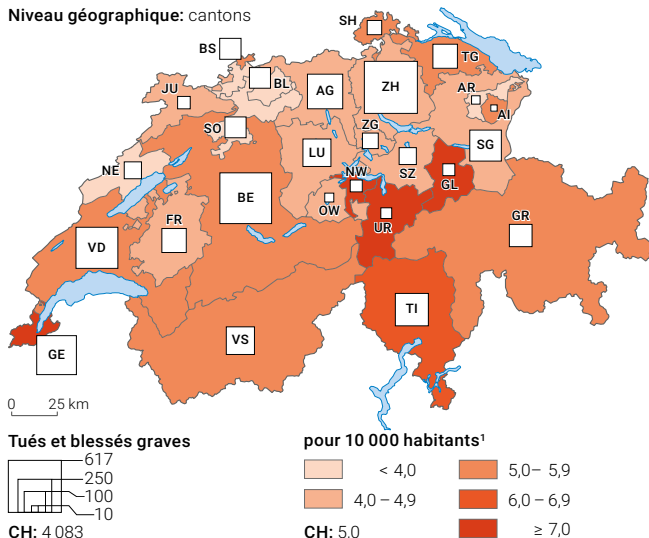 Niveau géographique: cantons
SH
BS
TG
BL
JU
AG
ZH
AR
AI
SO
ZG
SG
LU
SZ
NE
NW
GL
BE
OW
UR
GR
FR
VD
TI
VS
GE
0 25 km
Tués et blessés graves
617
250
100
10
CH: 4 083
pour 10 000 habitants¹
< 4,0
4,0 – 4,9
5,0 – 5,9
6,0 – 6,9
≥ 7,0
CH: 5,0